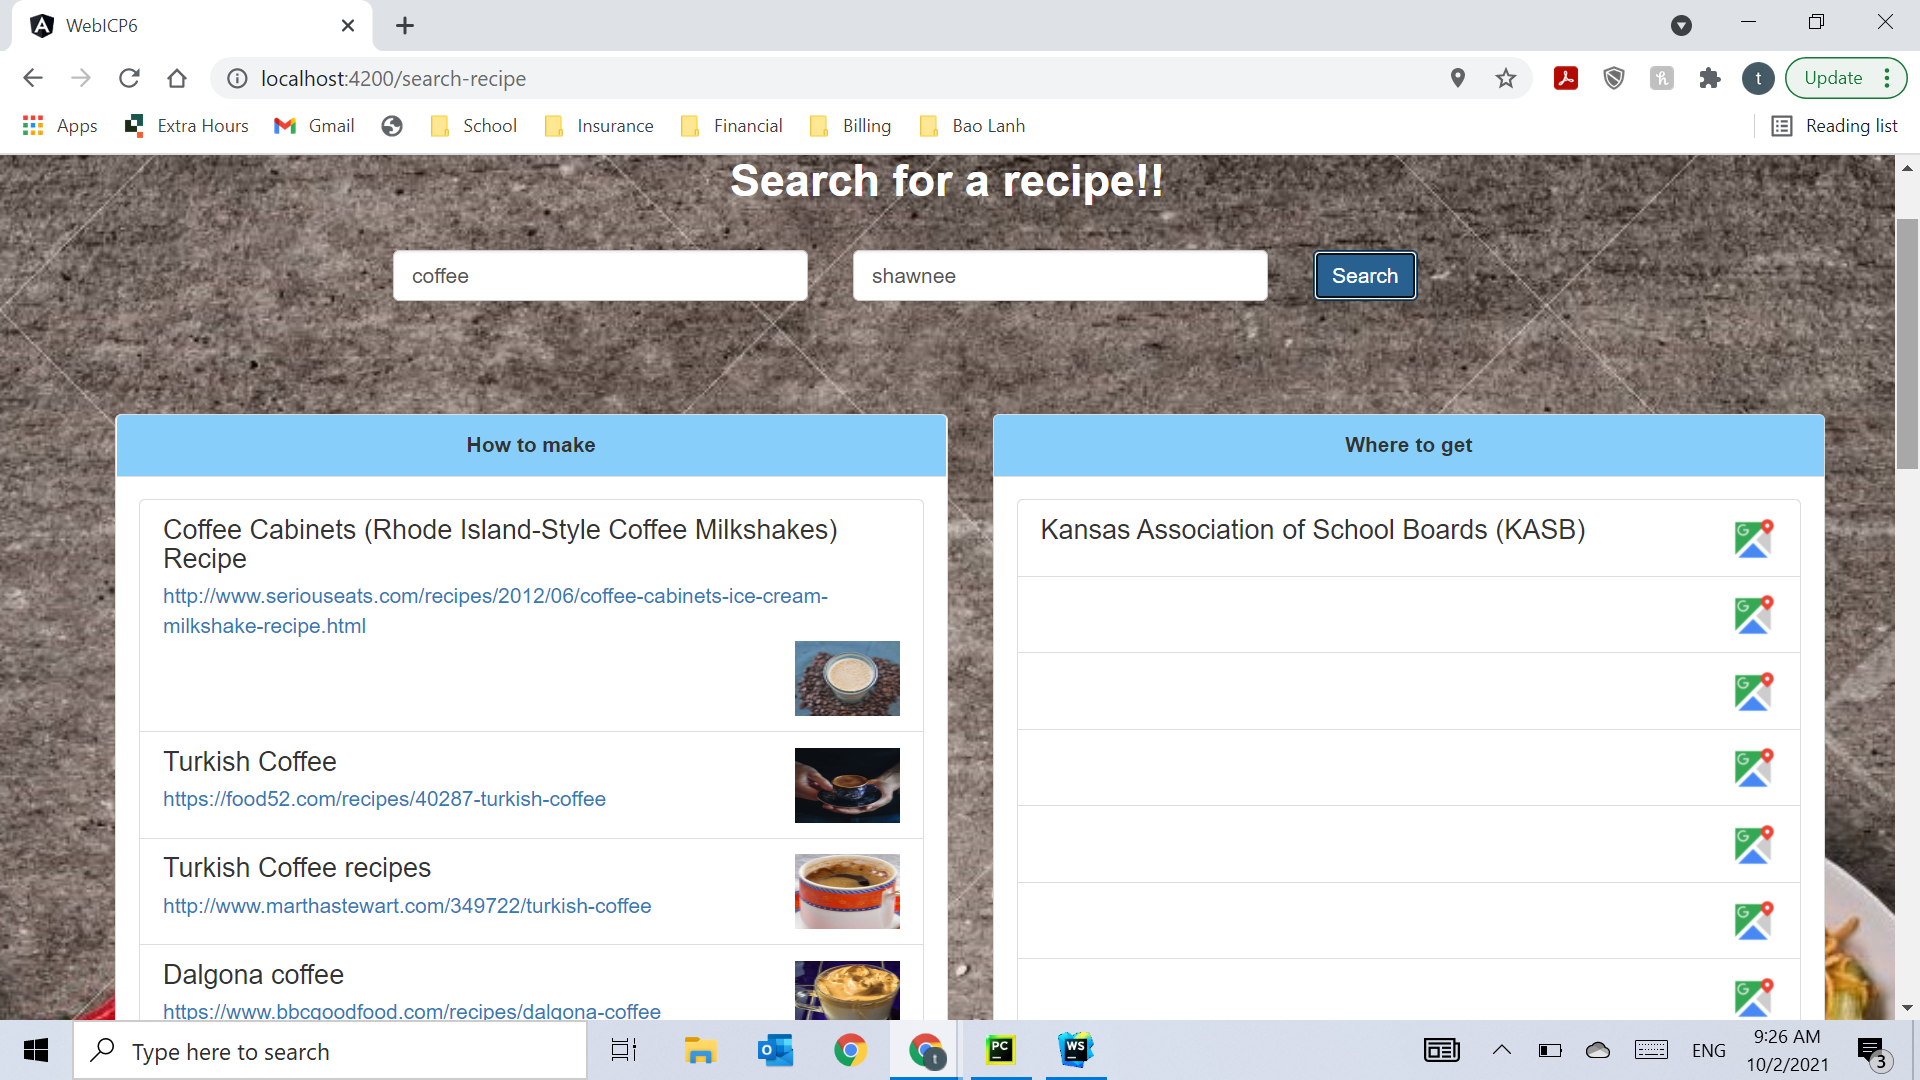 WebICP6
localhost:4200/search-recipe
t
Update
Apps
Extra Hours
Gmail
School
Insurance
Financial
Billing
Bao Lanh
Reading list
Search for a recipe!!
coffee
shawnee
Search
How to make
Where to get
Coffee Cabinets (Rhode Island-Style Coffee Milkshakes)
Recipe
http://www.seriouseats.com/recipes/2012/06/coffee-cabinets-ice-cream-
milkshake-recipe.html
Turkish Coffee
https://food52.com/recipes/40287-turkish-coffee
Turkish Coffee recipes
http://www.marthastewart.com/349722/turkish-coffee
Dalgona coffee
https://www.bbcgoodfood.com/recipes/dalgona-coffee
Kansas Association of School Boards (KASB)
G
G
G
G
G
G
G
Type here to search
t
PC
WS
ENG
9:26 AM
10/2/2021
3